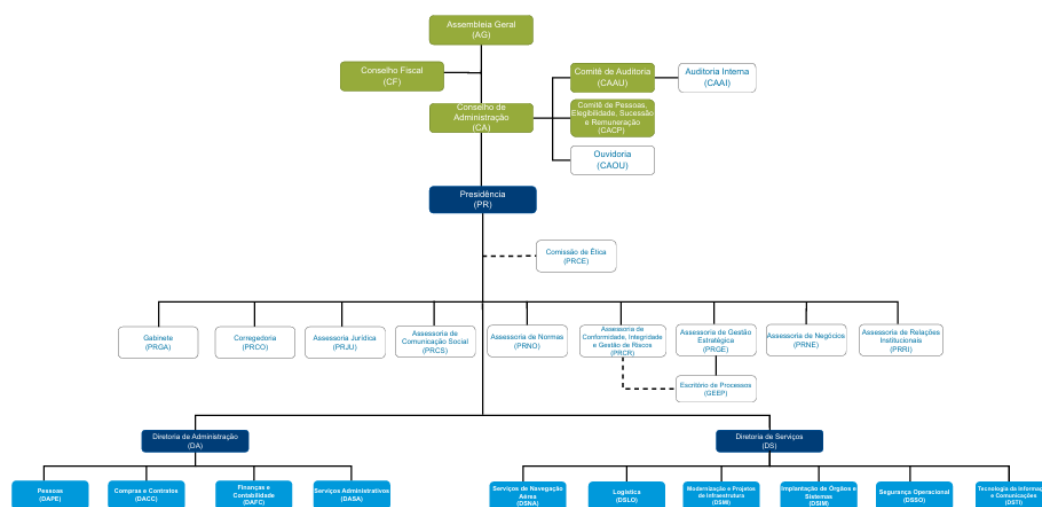 Assembleia Geral
(AG)
Conselho Fiscal
(CF)
Comitê de Auditoria
(CAAU)
Auditoria Interna
(CAAI)
Conselho de
Administração
(CA)
Comitê de Pessoas,
Elegibilidade, Sucessão
e Remuneração
(CACP)
Ouvidoria
(CAOU)
Presidência
(PR)
Comissão de Ética
(PRCE)
Gabinete
(PRGA)
Corregedoria
(PRCO)
Assessoria Jurídica
(PRJU)
Assessoria de
Comunicação Social
(PRCS)
Assessoria de Normas
(PRNO)
Assessoria de
Conformidade, Integridade
e Gestão de Riscos
(PRCR)
Assessoria de Gestão
Estratégica
(PRGE)
Assessoria de Negócios
(PRNE)
Assessoria de Relações
Institucionais
(PRRI)
Escritório de Processos
(GEEP)
Diretoria de Administração
(DA)
Diretoria de Serviços
(DS)
Pessoas
(DAPE)
Compras e Contratos
(DACC)
Finanças e
Contabilidade
(DAFC)
Serviços Administrativos
(DASA)
Serviços de Navegação
Aérea
(DSNA)
Logística
(DSLO)
Modernização e Projetos
de Infraestrutura
(DSMI)
Implantação de Órgãos e
Sistemas
(DSIM)
Segurança Operacional
(DSSO)
Tecnologia da Informaç
e Comunicações
(DSTI)